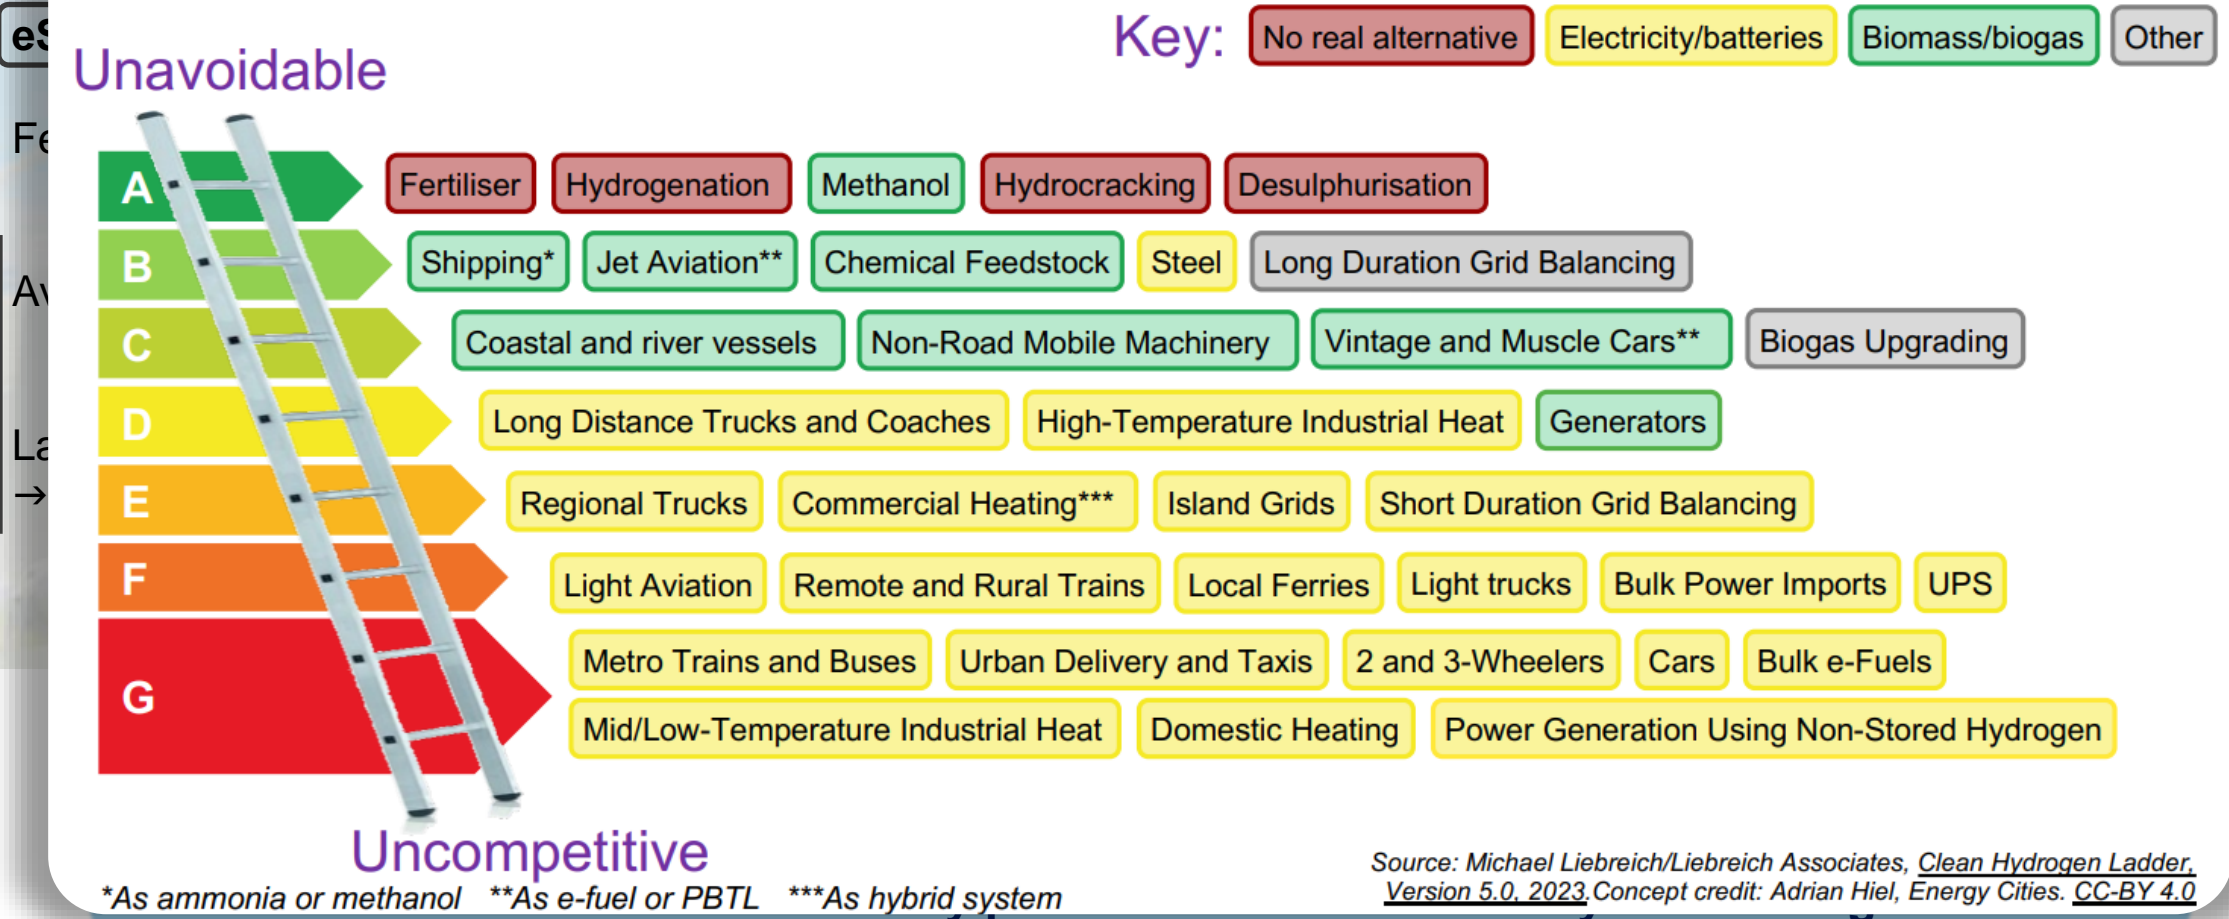 Key: No real alternative Electricity/batteries Biomass/biogas Other
Unavoidable
A Fertiliser Hydrogenation Methanol Hydrocracking Desulphurisation
B Shipping* Jet Aviation** Chemical Feedstock Steel Long Duration Grid Balancing
C Coastal and river vessels Non-Road Mobile Machinery Vintage and Muscle Cars** Biogas Upgrading
D Long Distance Trucks and Coaches High-Temperature Industrial Heat Generators
E Regional Trucks Commercial Heating*** Island Grids Short Duration Grid Balancing
F Light Aviation Remote and Rural Trains Local Ferries Light trucks Bulk Power Imports UPS
G Metro Trains and Buses Urban Delivery and Taxis 2 and 3-Wheelers Cars Bulk e-Fuels
Mid/Low-Temperature Industrial Heat Domestic Heating Power Generation Using Non-Stored Hydrogen
Uncompetitive
*As ammonia or methanol **As e-fuel or PBTL ***As hybrid system
Source: Michael Liebreich/Liebreich Associates, Clean Hydrogen Ladder,
Version 5.0, 2023.Concept credit: Adrian Hiel, Energy Cities. CC-BY 4.0